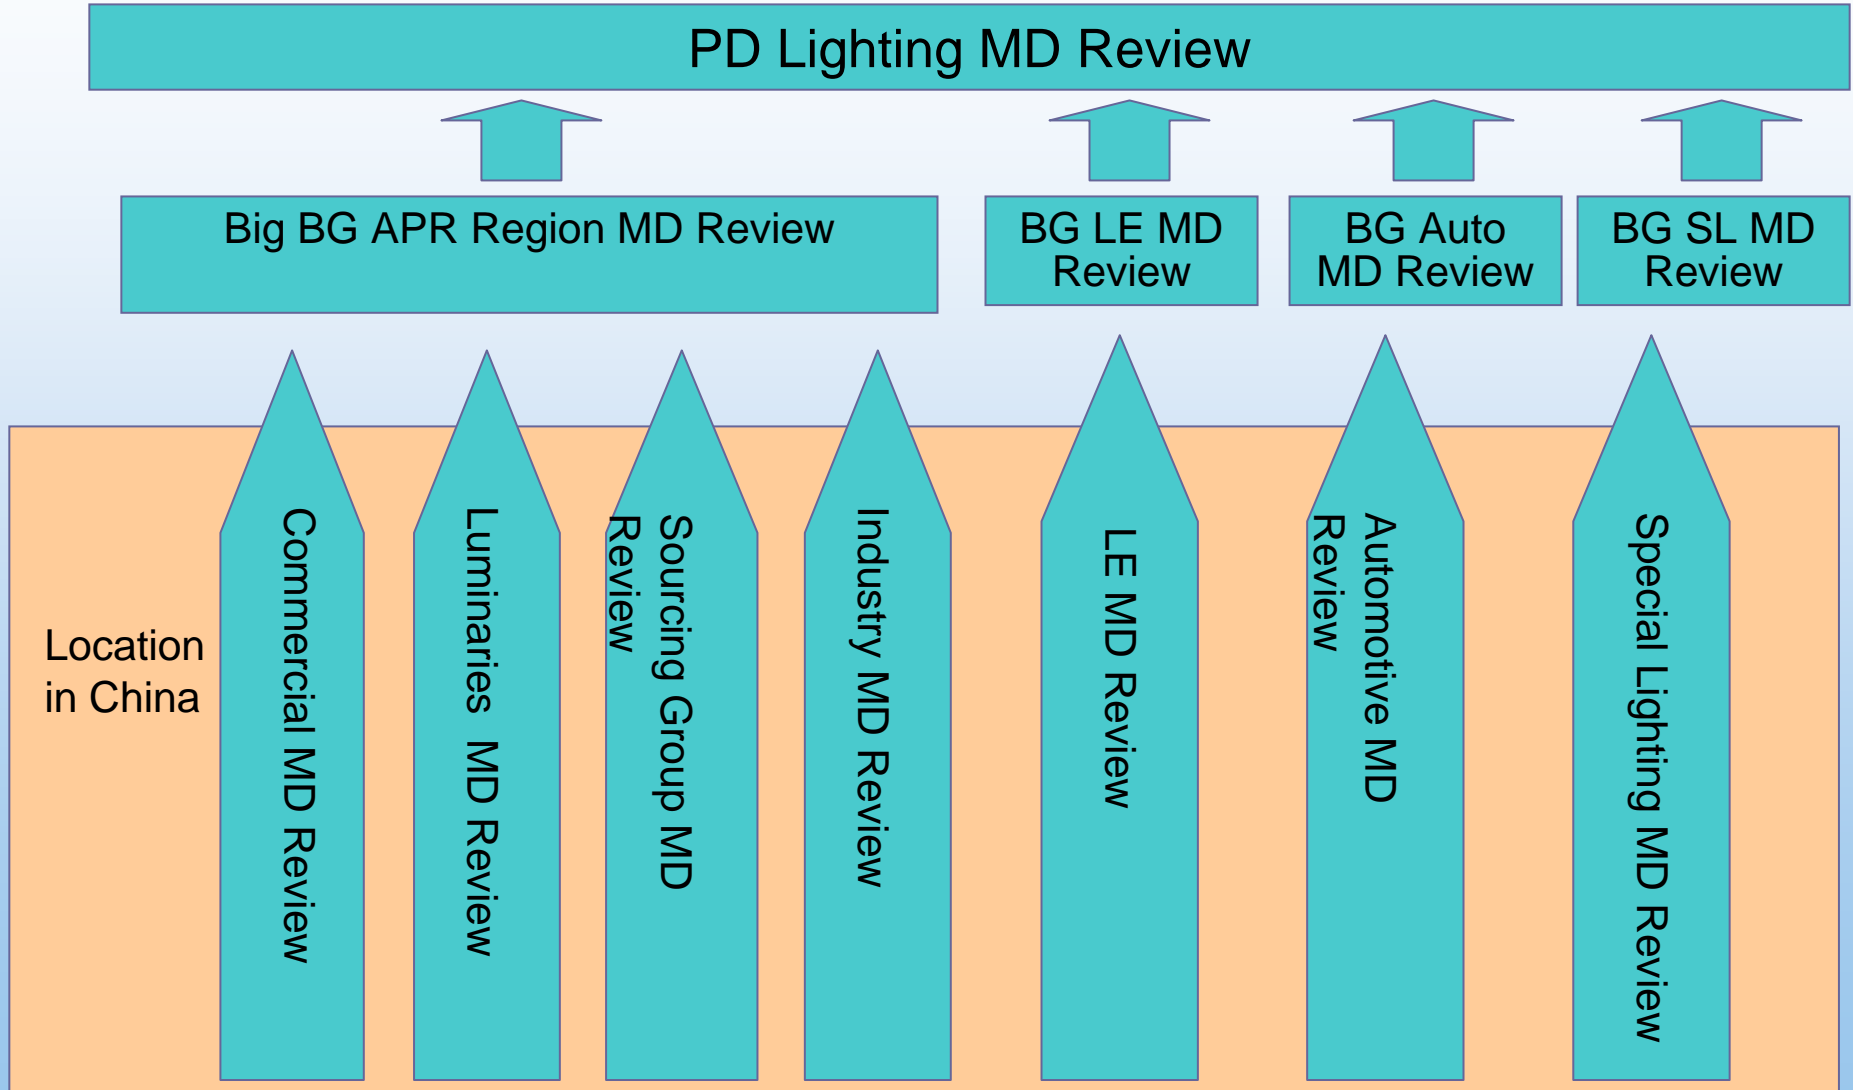 PD Lighting MD Review
Big BG APR Region MD Review
BG LE MD
Review
BG Auto
MD Review
BG SL MD
Review
Location
in China
Commercial MD Review
Luminaries  MD Review
Sourcing Group MD
Review
Industry MD Review
LE MD Review
Automotive MD
Review
Special Lighting MD Review